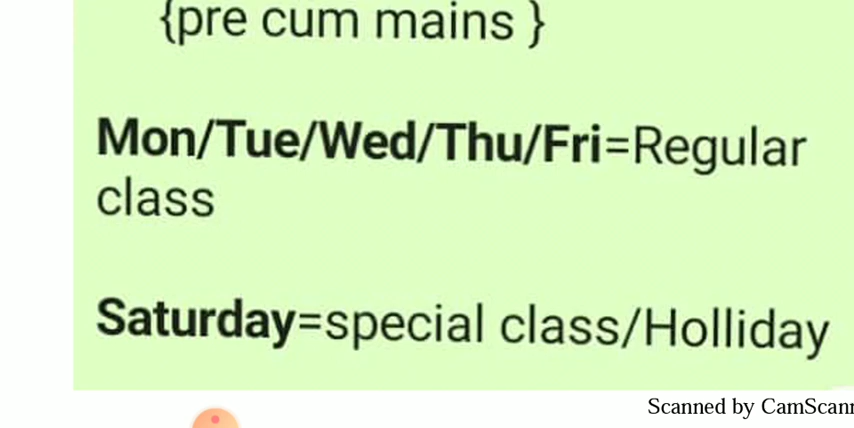 {pre cum mains }
Mon/Tue/Wed/Thu/Fri=Regular
class
Saturday=special class/Holliday
Scanned by CamScann